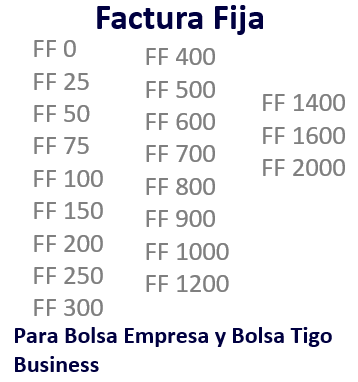 Factura Fija
FF 0
FF 25
FF 50
FF 75
FF 100
FF 150
FF 200
FF 250
FF 300
FF 400
FF 500
FF 600
FF 700
FF 800
FF 900
FF 1000
FF 1200
FF 1400
FF 1600
FF 2000
Para Bolsa Empresa y Bolsa Tigo
Business